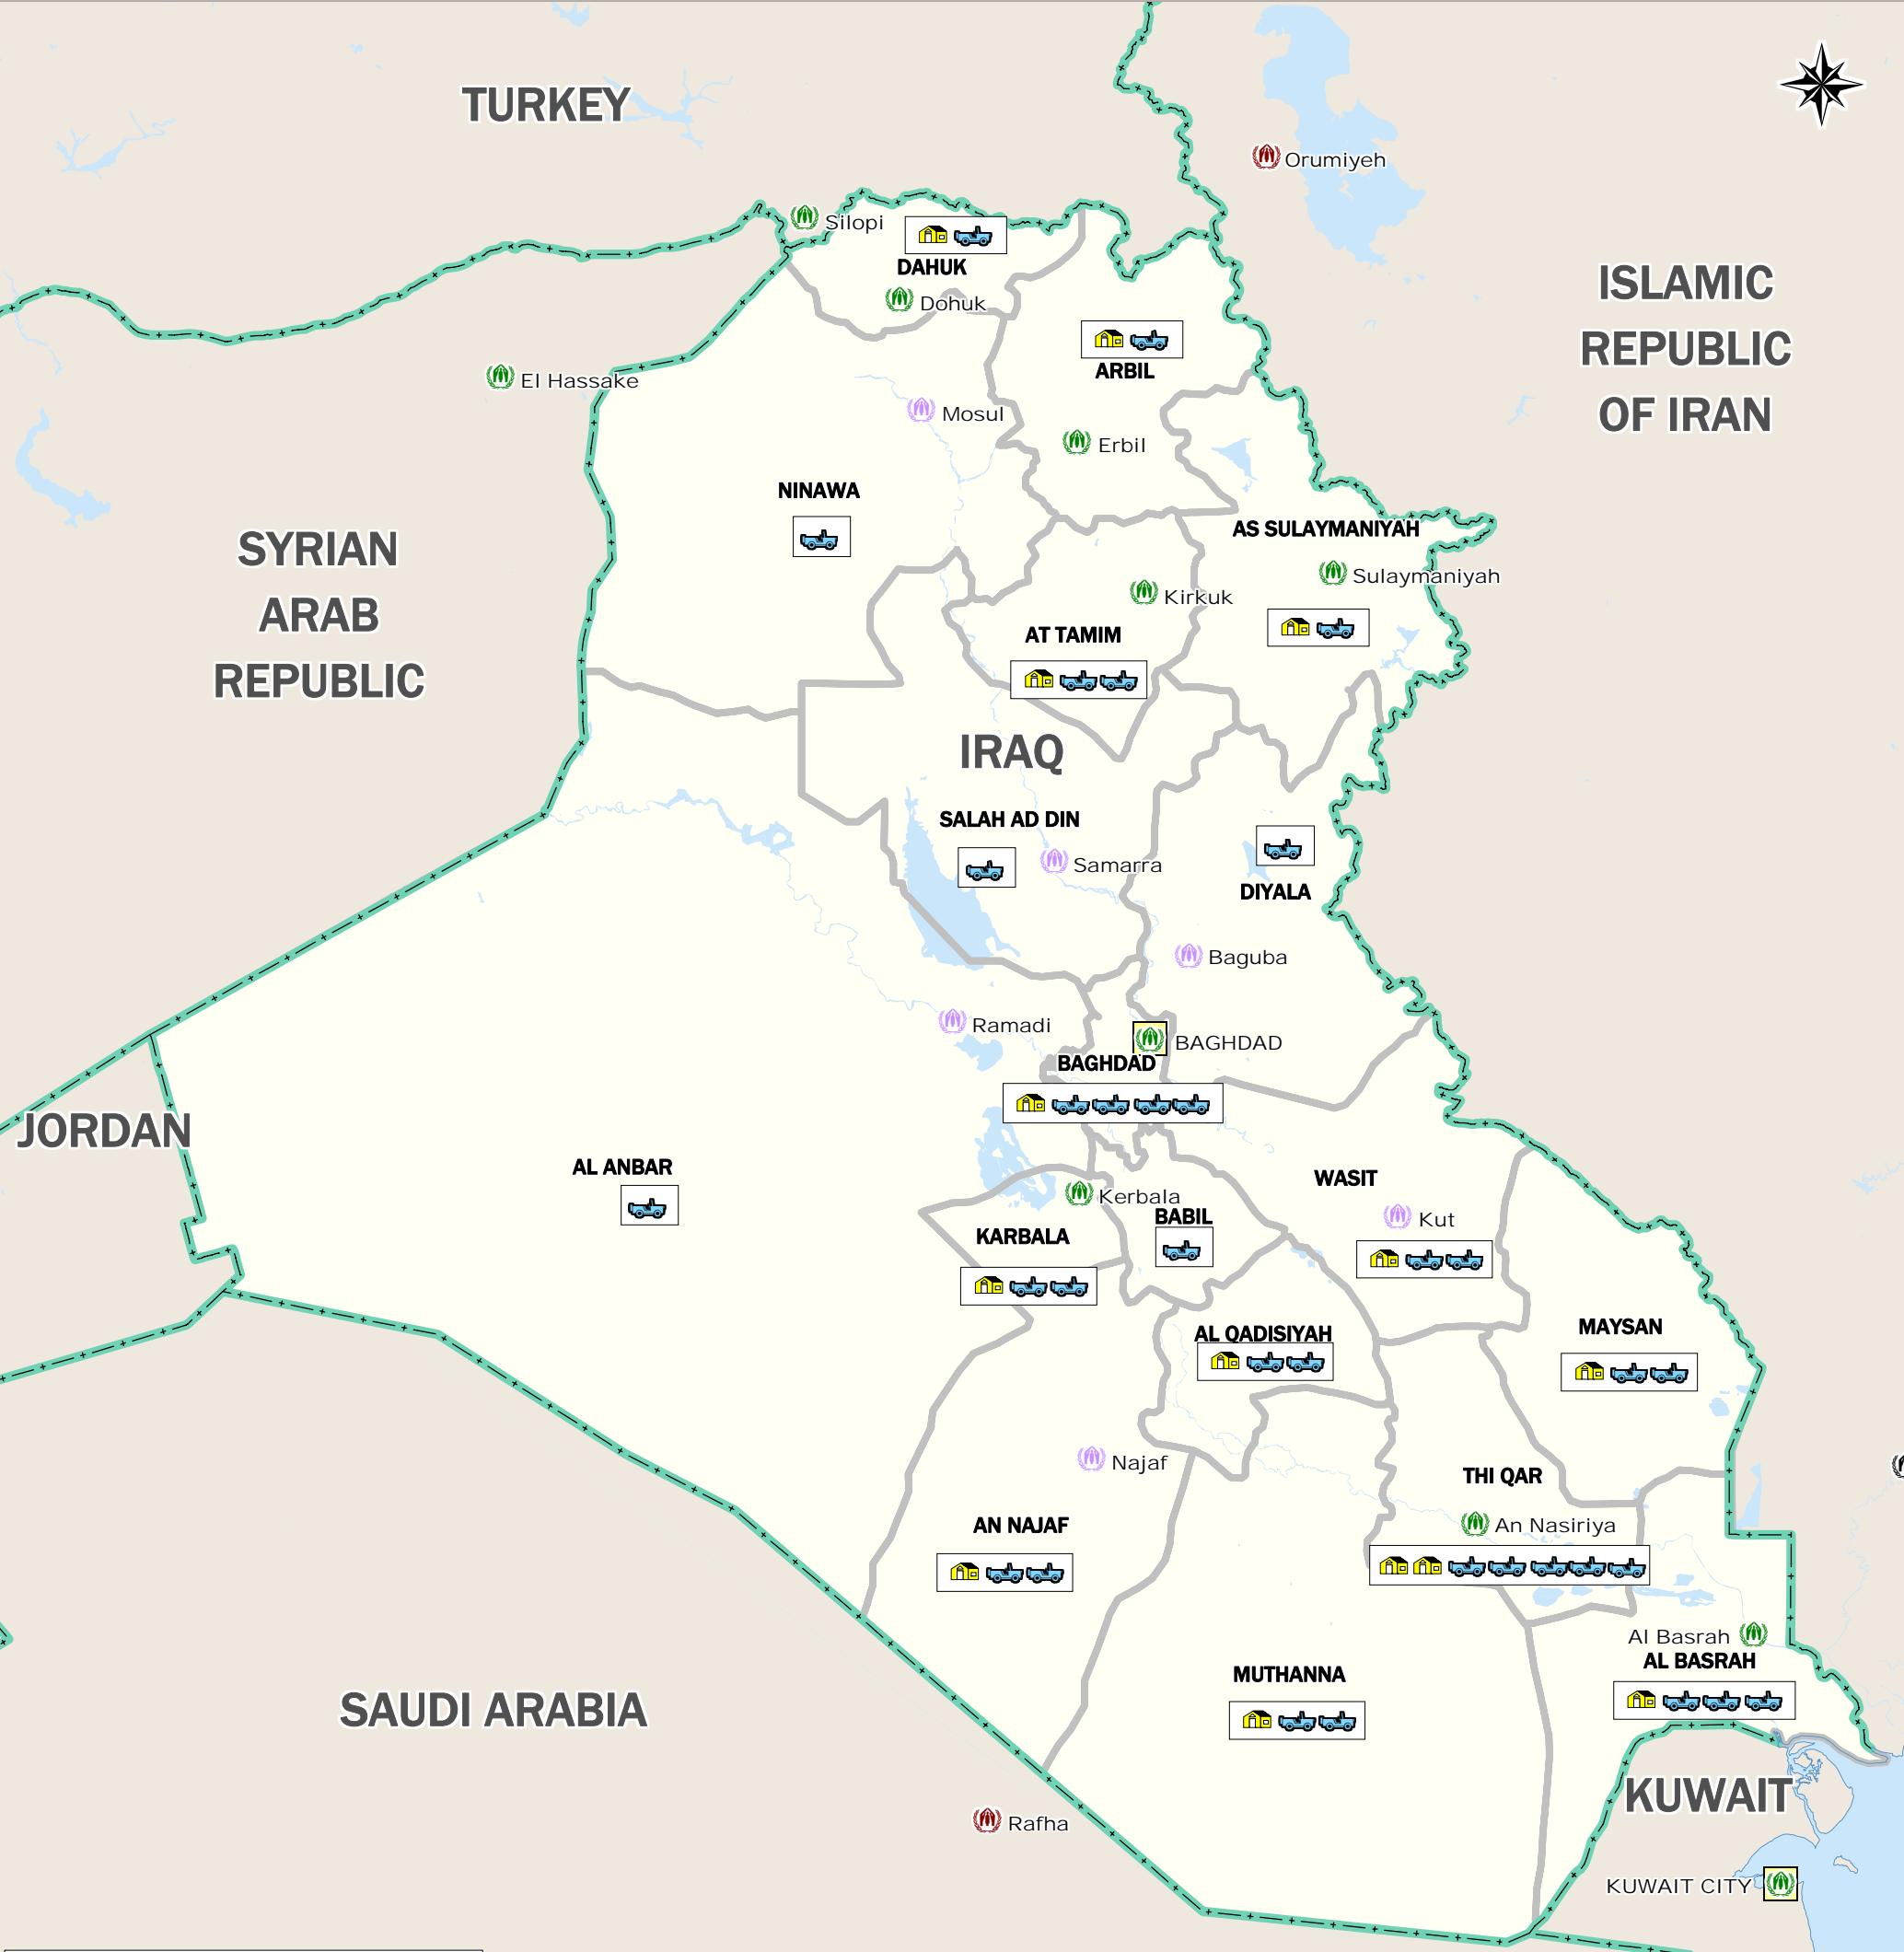 TURKEY
Orumiyeh
Silopi
DAHUK
Dohuk
ISLAMIC
REPUBLIC
OF IRAN
ARBIL
El Hassake
Mosul
Erbil
NINAWA
AS SULAYMANIYAH
SYRIAN
ARAB
REPUBLIC
Sulaymaniyah
Kirkuk
AT TAMIM
IRAQ
SALAH AD DIN
Samarra
DIYALA
Baguba
Ramadi
BAGHDAD
BAGHDAD
JORDAN
AL ANBAR
WASIT
Kerbala
BABIL
Kut
KARBALA
AL QADISIYAH
MAYSAN
Najaf
THI QAR
AN NAJAF
An Nasiriya
Al Basrah
AL BASRAH
MUTHANNA
SAUDI ARABIA
KUWAIT
Rafha
KUWAIT CITY